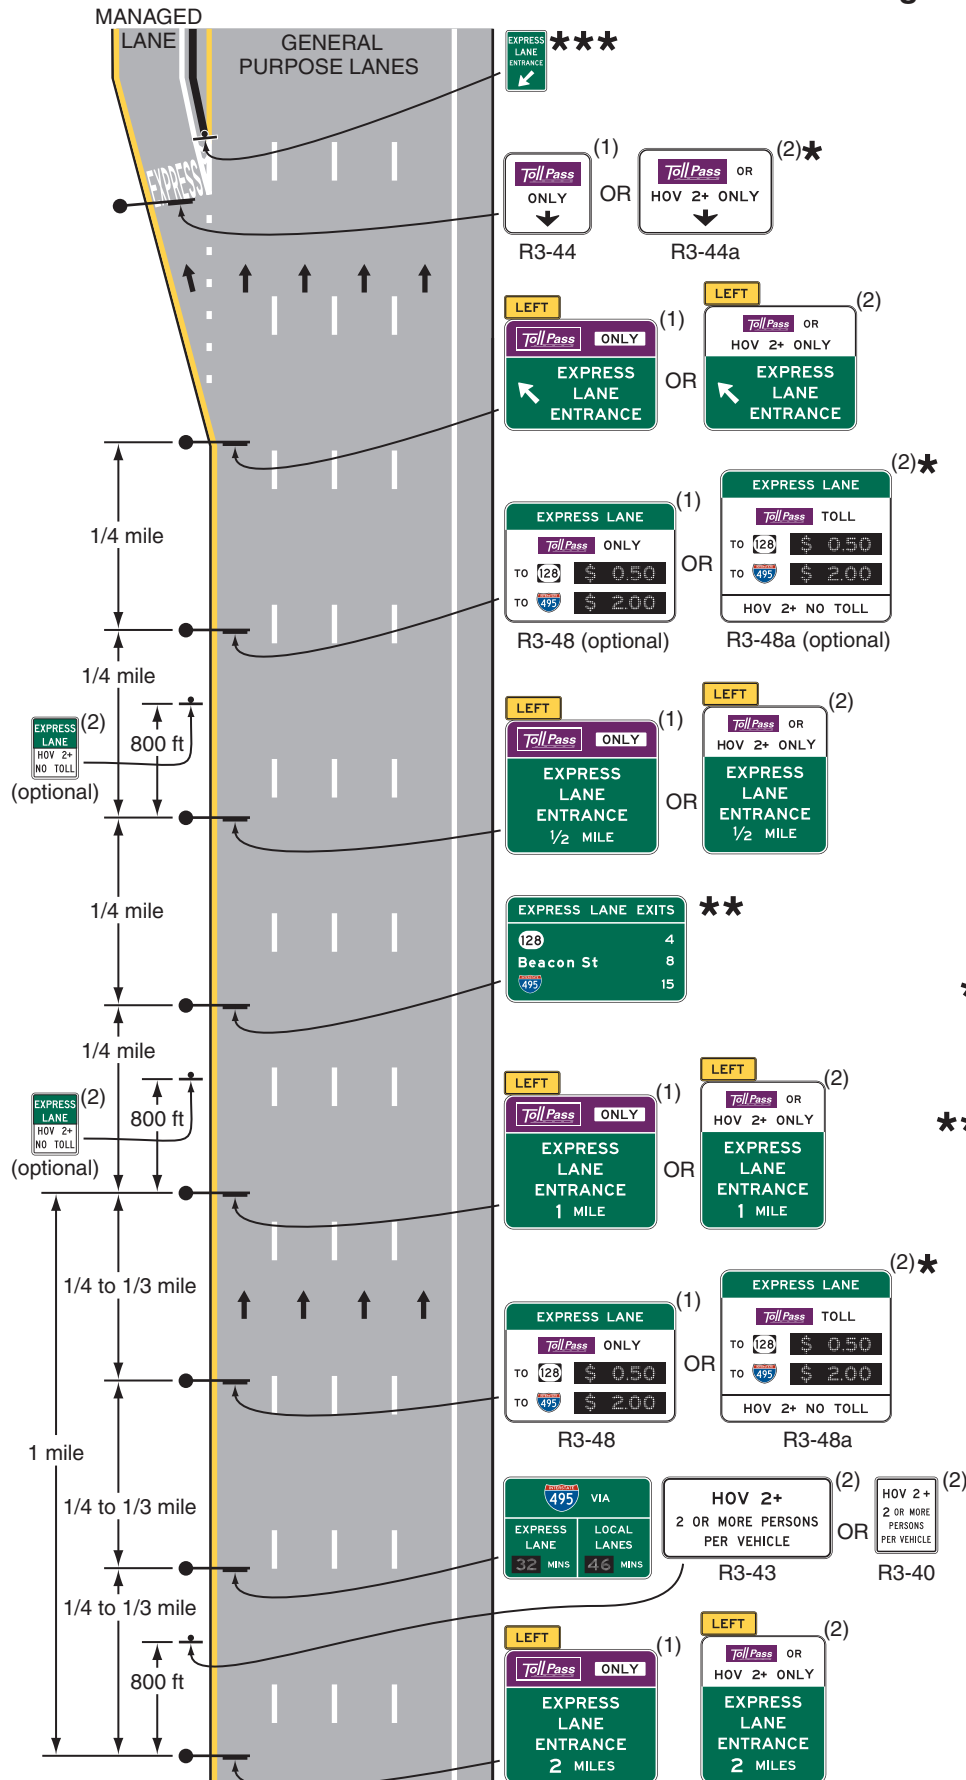 g
MANAGED
LANE
GENERAL
PURPOSE LANES
EXPRESS
LANE
ENTRANCE
***
EXPRESS
(1)
Toll Pass
ONLY
R3-44
OR
(2)*
Toll Pass OR
HOV 2+ ONLY
R3-44a
LEFT
(1)
Toll Pass ONLY
EXPRESS
LANE
ENTRANCE
OR
LEFT
(2)
Toll Pass OR
HOV 2+ ONLY
EXPRESS
LANE
ENTRANCE
1/4 mile
(1)
EXPRESS LANE
Toll Pass ONLY
TO 128 $ 0.50
TO 495 $ 2.00
R3-48 (optional)
OR
(2)*
EXPRESS LANE
Toll Pass TOLL
TO 128 $ 0.50
TO 495 $ 2.00
HOV 2+ NO TOLL
R3-48a (optional)
1/4 mile
800 ft
(2)
EXPRESS
LANE
HOV 2+
NO TOLL
(optional)
LEFT
(1)
Toll Pass ONLY
EXPRESS
LANE
ENTRANCE
1/2 MILE
OR
LEFT
(2)
Toll Pass OR
HOV 2+ ONLY
EXPRESS
LANE
ENTRANCE
1/2 MILE
1/4 mile
EXPRESS LANE EXITS
128 4
Beacon St 8
495 15
**
*
1/4 mile
800 ft
(2)
EXPRESS
LANE
HOV 2+
NO TOLL
(optional)
LEFT
(1)
Toll Pass ONLY
EXPRESS
LANE
ENTRANCE
1 MILE
OR
LEFT
(2)
Toll Pass OR
HOV 2+ ONLY
EXPRESS
LANE
ENTRANCE
1 MILE
**
1/4 to 1/3 mile
(1)
EXPRESS LANE
Toll Pass ONLY
TO 128 $ 0.50
TO 495 $ 2.00
R3-48
OR
(2)*
EXPRESS LANE
Toll Pass TOLL
TO 128 $ 0.50
TO 495 $ 2.00
HOV 2+ NO TOLL
R3-48a
1 mile
1/4 to 1/3 mile
INTERSTATE
495 VIA
EXPRESS
LANE
32 MINS
LOCAL
LANES
46 MINS
(2)
HOV 2+
2 OR MORE PERSONS
PER VEHICLE
R3-43
OR
(2)
HOV 2+
2 OR MORE
PERSONS
PER VEHICLE
R3-40
1/4 to 1/3 mile
800 ft
LEFT
(1)
Toll Pass ONLY
EXPRESS
LANE
ENTRANCE
2 MILES
LEFT
(2)
Toll Pass OR
HOV 2+ ONLY
EXPRESS
LANE
ENTRANCE
2 MILES